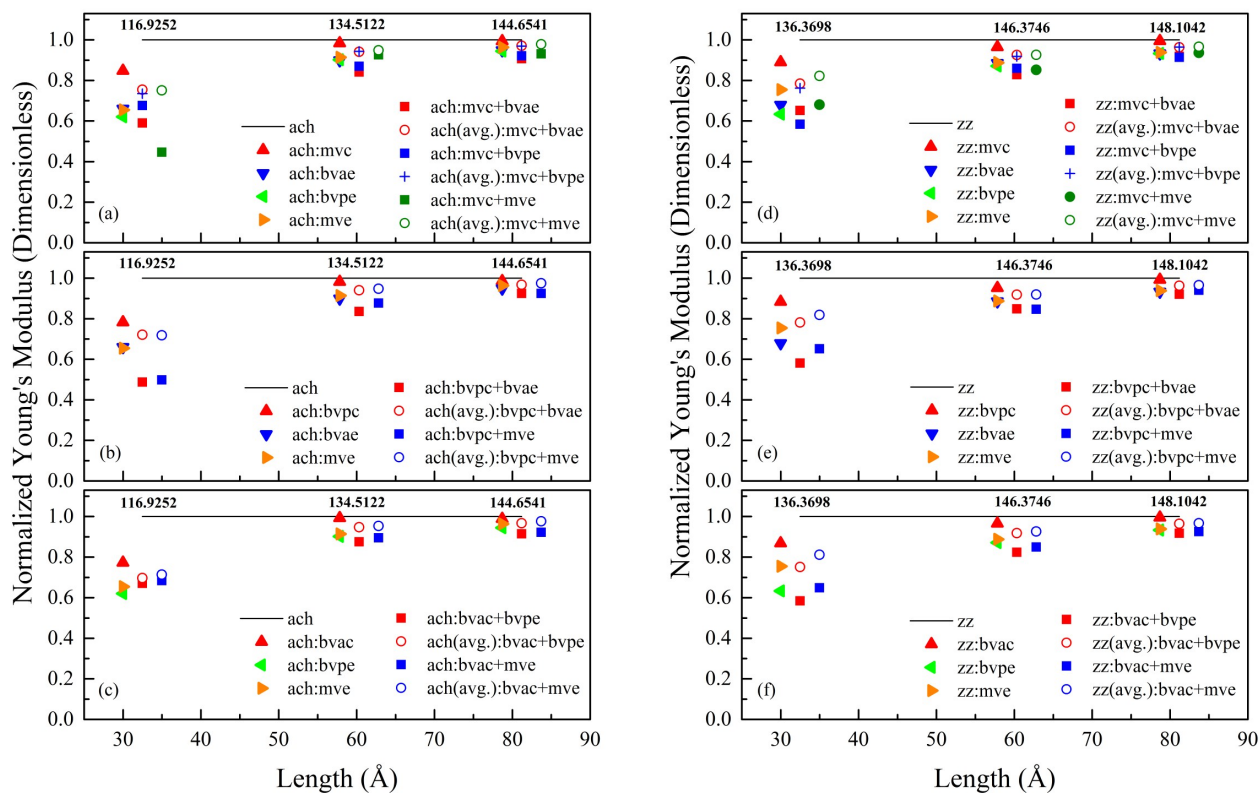 Normalized Young's Modulus (Dimensionless)
116.9252 134.5122 144.6541
1.0
0.8
0.6
0.4
0.2
0.0
ach
ach:mvc
ach:bvae
ach:bvpe
ach:mve
ach:mvc+bvae
ach(avg.):mvc+bvae
ach:mvc+bvpe
ach(avg.):mvc+bvpe
ach:mvc+mve
ach(avg.):mvc+mve
(a)
116.9252 134.5122 144.6541
1.0
0.8
0.6
0.4
0.2
0.0
ach
ach:bvpc
ach:bvae
ach:mve
ach:bvpc+bvae
ach(avg.):bvpc+bvae
ach:bvpc+mve
ach(avg.):bvpc+mve
(b)
116.9252 134.5122 144.6541
1.0
0.8
0.6
0.4
0.2
0.0
ach
ach:bvac
ach:bvpe
ach:mve
ach:bvac+bvpe
ach(avg.):bvac+bvpe
ach:bvac+mve
ach(avg.):bvac+mve
(c)
30 40 50 60 70 80 90
Length (Å)
Normalized Young's Modulus (Dimensionless)
136.3698 146.3746 148.1042
1.0
0.8
0.6
0.4
0.2
0.0
zz
zz:mvc
zz:bvae
zz:bvpe
zz:mve
zz:mvc+bvae
zz(avg.):mvc+bvae
zz:mvc+bvpe
zz(avg.):mvc+bvpe
zz:mvc+mve
zz(avg.):mvc+mve
(d)
136.3698 146.3746 148.1042
1.0
0.8
0.6
0.4
0.2
0.0
zz
zz:bvpc
zz:bvae
zz:mve
zz:bvpc+bvae
zz(avg.):bvpc+bvae
zz:bvpc+mve
zz(avg.):bvpc+mve
(e)
136.3698 146.3746 148.1042
1.0
0.8
0.6
0.4
0.2
0.0
zz
zz:bvac
zz:bvpe
zz:mve
zz:bvac+bvpe
zz(avg.):bvac+bvpe
zz:bvac+mve
zz(avg.):bvac+mve
(f)
30 40 50 60 70 80 90
Length (Å)